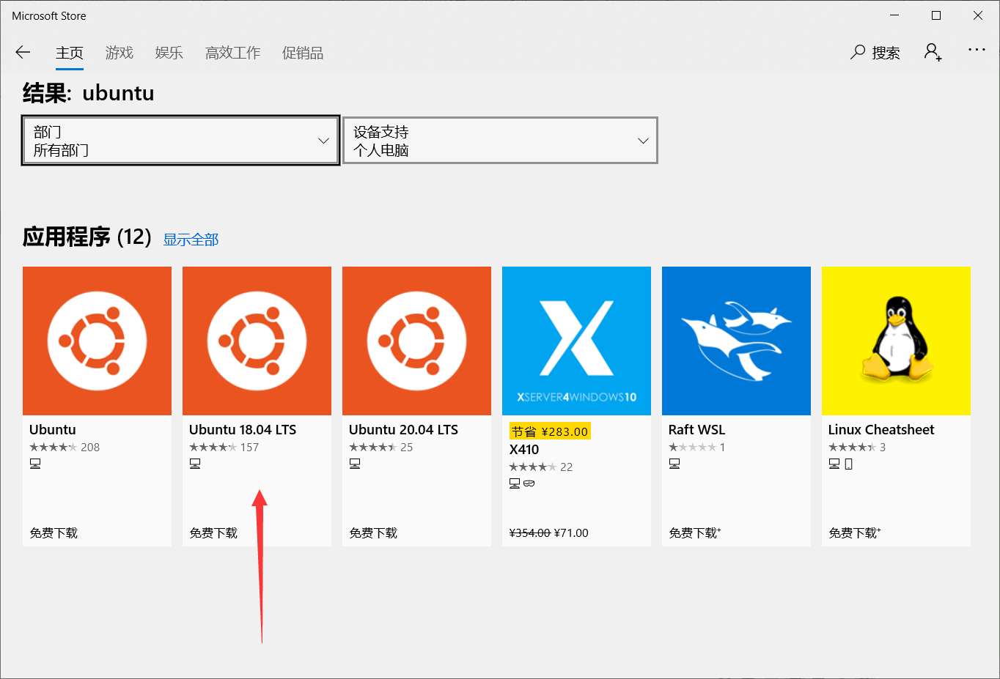 Microsoft Store
主页 游戏 娱乐 高效工作 促销品 搜索
结果: ubuntu
部门
所有部门
设备支持
个人电脑
应用程序 (12) 显示全部
Ubuntu
208
免费下载
Ubuntu 18.04 LTS
157
免费下载
Ubuntu 20.04 LTS
25
免费下载
XSERVER4WINDOWS10
节省 ¥283.00
X410
22
¥354.00 ¥71.00
Raft WSL
1
免费下载+
Linux Cheatsheet
3
免费下载+